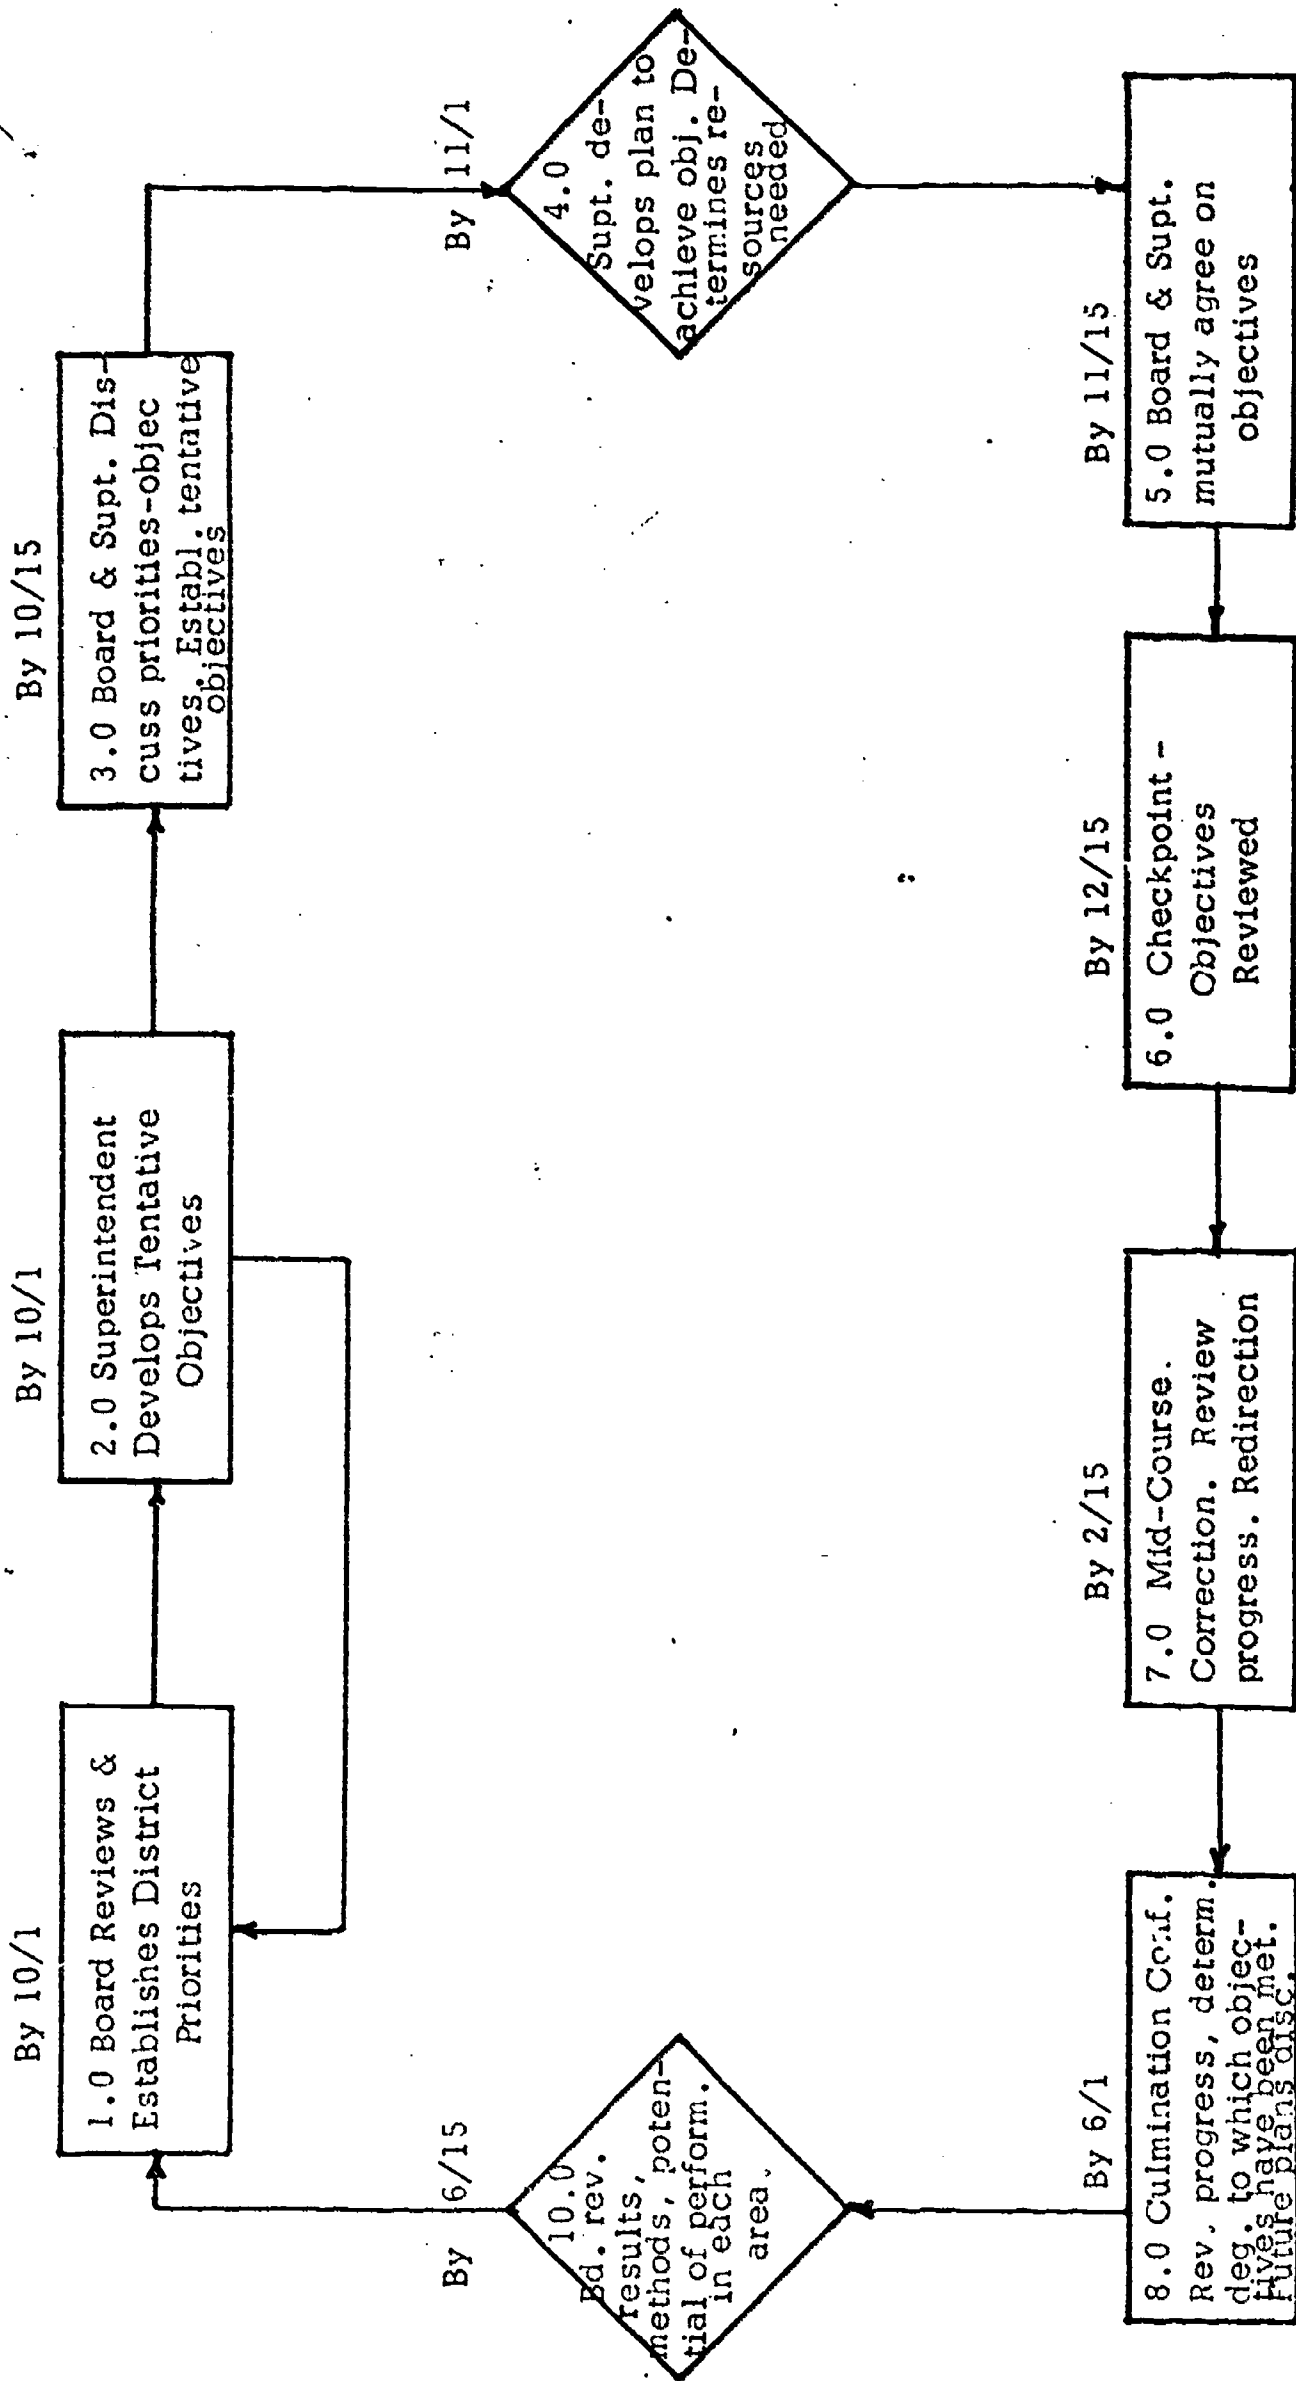 By 10/1
1.0 Board Reviews &
Establishes District
Priorities
By 10/1
2.0 Superintendent
Develops Tentative
Objectives
By 10/15
3.0 Board & Supt. Dis-
cuss priorities-objec
tives. Establ. tentative
objectives
By 11/1
4.0
Supt. de-
velops plan to
achieve obj. De-
termines re-
sources
needed
By 11/15
5.0 Board & Supt.
mutually agree on
objectives
By 12/15
6.0 Checkpoint -
Objectives
Reviewed
By 2/15
7.0 Mid-Course.
Correction. Review
progress. Redirection
By 6/1
8.0 Culmination Conf.
Rev. progress, determ.
deg. to which objec-
tives have been met.
Future plans disc.
By 6/15
10.0
Bd. rev.
results,
methods, poten-
tial of perform.
in each
area.